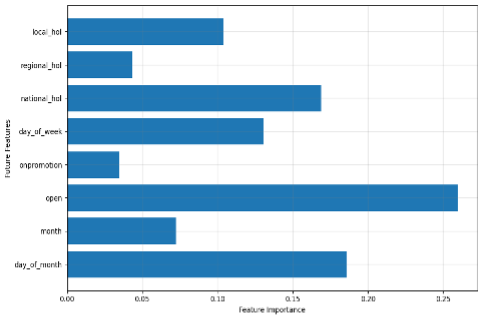 local_hol
regional_hol
national_hol
day_of_week
onpromotion
open
month
day_of_month
Future Features
0.00 0.05 0.10 0.15 0.20 0.25
Feature Importance